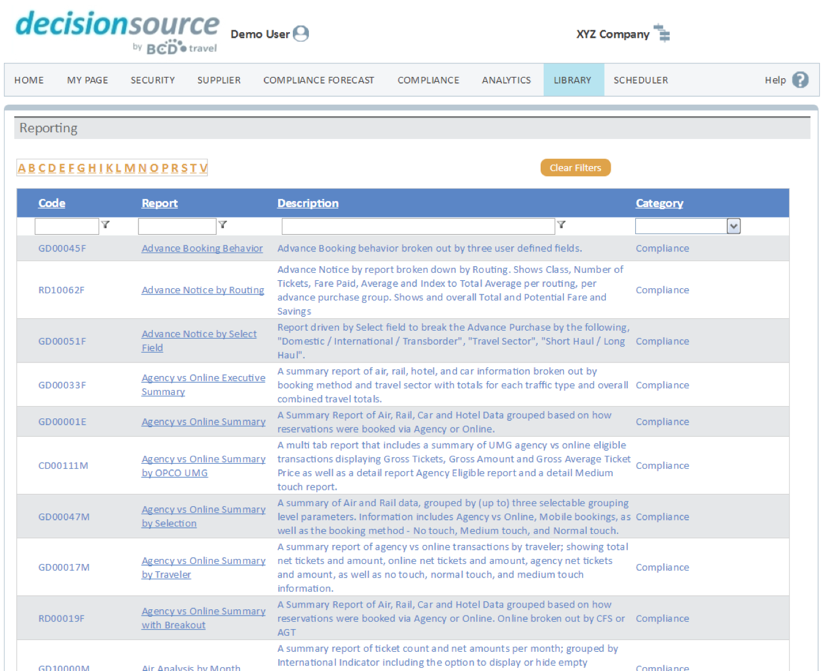 decisionsource
by BCD travel
Demo User
XYZ Company
HOME MY PAGE SECURITY SUPPLIER COMPLIANCE FORECAST COMPLIANCE ANALYTICS LIBRARY SCHEDULER Help ?
Reporting
A B C D E F G H I K L M N O P R S T V
Clear Filters
Code Report Description Category
GD00045F Advance Booking Behavior Advance Booking behavior broken out by three user defined fields. Compliance
Advance Notice by report broken down by Routing. Shows Class, Number of
RD10062F Advance Notice by Routing Tickets, Fare Paid, Average and Index to Total Average per routing, per Compliance
advance purchase group. Shows and overall Total and Potential Fare and
Savings
Advance Notice by Select Report driven by Select field to break the Advance Purchase by the following,
GD00051F "Domestic / International / Transborder", "Travel Sector", "Short Haul / Long Compliance
Field Haul".
Agency vs Online Executive A summary report of air, rail, hotel, and car information broken out by
GD00033F booking method and travel sector with totals for each traffic type and overall Compliance
Summary combined travel totals.
GD00001E Agency vs Online Summary A Summary Report of Air, Rail, Car and Hotel Data grouped based on how Compliance
reservations were booked via Agency or Online.
A multi tab report that includes a summary of UMG agency vs online eligible
CD00111M Agency vs Online Summary transactions displaying Gross Tickets, Gross Amount and Gross Average Ticket Compliance
by OPCO UMG Price as well as a detail report Agency Eligible report and a detail Medium
touch report.
Agency vs Online Summary A summary of Air and Rail data, grouped by (up to) three selectable grouping
GD00047M level parameters. Information includes Agency vs Online, Mobile bookings, as Compliance
by Selection well as the booking method - No touch, Medium touch, and Normal touch.
A summary report of agency vs online transactions by traveler; showing total
GD00017M Agency vs Online Summary net tickets and amount, online net tickets and amount, agency net tickets Compliance
by Traveler and amount, as well as no touch, normal touch, and medium touch
information.
Agency vs Online Summary A Summary Report of Air, Rail, Car and Hotel Data grouped based on how
RD00019F reservations were booked via Agency or Online. Online broken out by CFS or Compliance
with Breakout AGT
A summary report of ticket count and net amounts per month; grouped by
GD10000M Air Analysis by Month International Indicator including the option to display or hide empty Compliance